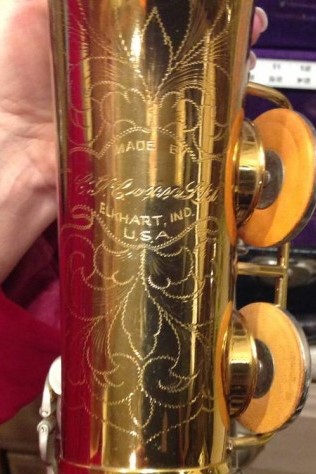 MADE BY
C.G. Conn Ltd.
ELKHART, IND.
U.S.A.